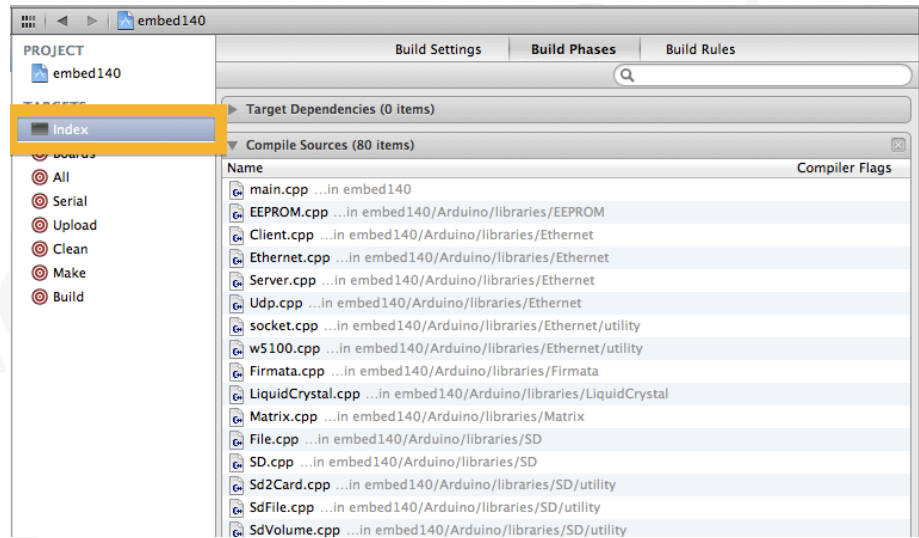 embed140
PROJECT
embed140
TARGETS
Index
Boards
All
Serial
Upload
Clean
Make
Build
Build Settings
Build Phases
Build Rules
Target Dependencies (0 items)
Compile Sources (80 items)
Name Compiler Flags
main.cpp ...in embed140
EEPROM.cpp ...in embed140/Arduino/libraries/EEPROM
Client.cpp ...in embed140/Arduino/libraries/Ethernet
Ethernet.cpp ...in embed140/Arduino/libraries/Ethernet
Server.cpp ...in embed140/Arduino/libraries/Ethernet
Udp.cpp ...in embed140/Arduino/libraries/Ethernet
socket.cpp ...in embed140/Arduino/libraries/Ethernet/utility
w5100.cpp ...in embed140/Arduino/libraries/Ethernet/utility
Firmata.cpp ...in embed140/Arduino/libraries/Firmata
LiquidCrystal.cpp ...in embed140/Arduino/libraries/LiquidCrystal
Matrix.cpp ...in embed140/Arduino/libraries/Matrix
File.cpp ...in embed140/Arduino/libraries/SD
SD.cpp ...in embed140/Arduino/libraries/SD
Sd2Card.cpp ...in embed140/Arduino/libraries/SD/utility
SdFile.cpp ...in embed140/Arduino/libraries/SD/utility
SdVolume.cpp ...in embed140/Arduino/libraries/SD/utility